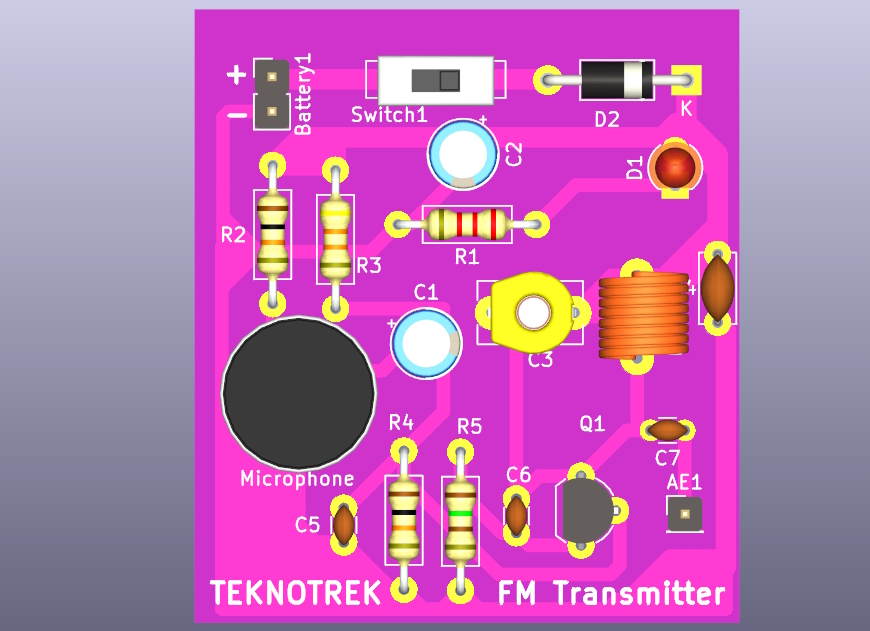 +
Battery1
−
Switch1
D2
K
+
C2
D1
R2
R3
R1
C1
+
C3
+
Microphone
R4
R5
Q1
C7
AE1
C6
C5
TEKNOTREK
FM Transmitter